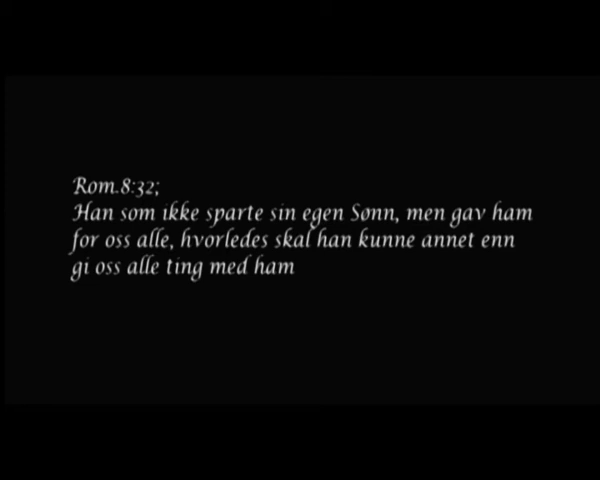 Rom.8:32;
Han som ikke sparte sin egen Sønn, men gav ham
for oss alle, hvorledes skal han kunne annet enn
gi oss alle ting med ham